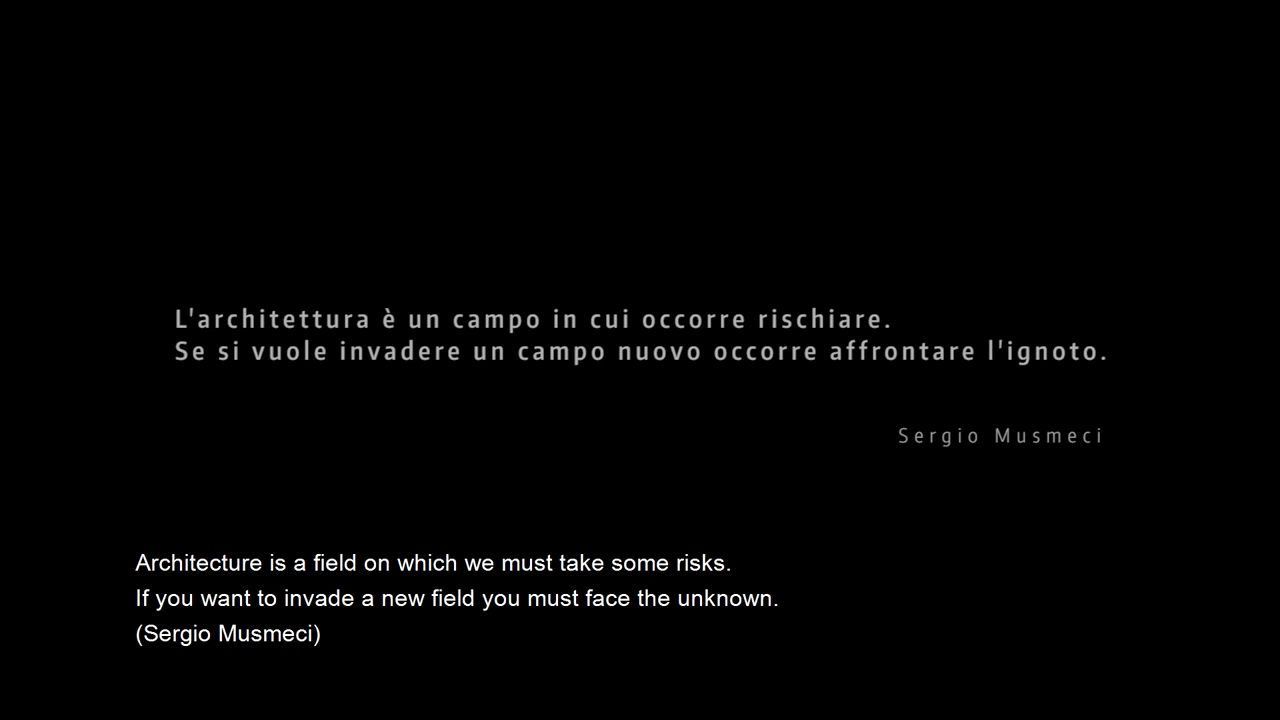 L'architettura è un campo in cui occorre rischiare.
Se si vuole invadere un campo nuovo occorre affrontare l'ignoto.
Sergio Musmeci
Architecture is a field on which we must take some risks.
If you want to invade a new field you must face the unknown.
(Sergio Musmeci)